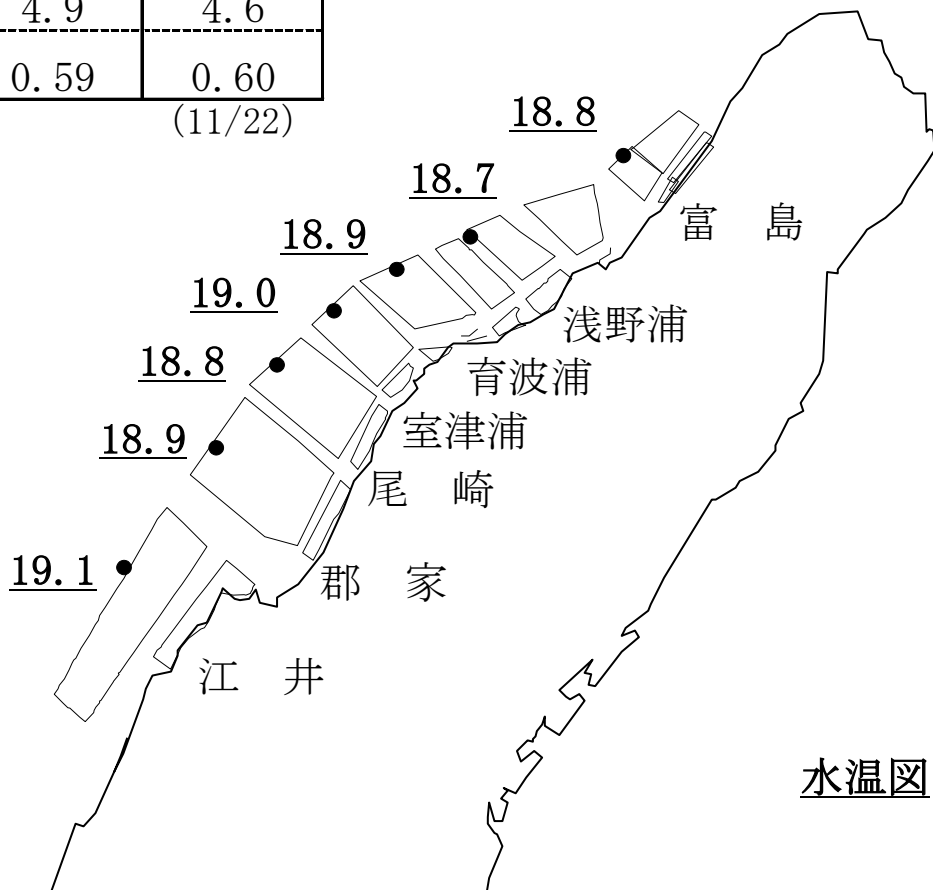 4.9 4.6
0.59 0.60
(11/22)
18.8
18.7
富 島
18.9
19.0
浅野浦
18.8
育波浦
18.9
室津浦
尾 崎
19.1
郡 家
江 井
水温図